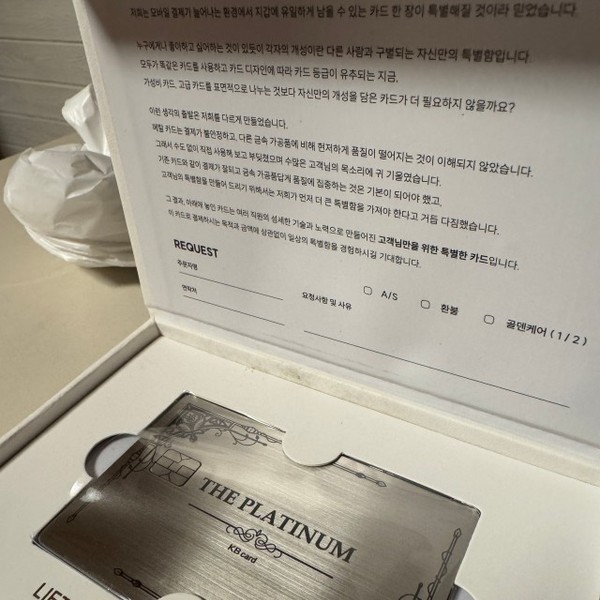 저희는 모바일 결제가 늘어나는 환경에서 지갑에 유일하게 남을 수 있는 카드 한 장이 특별해질 것이라 믿었습니다.
누구에게나 좋아하고 싫어하는 것이 있듯이 각자의 개성이란 다른 사람과 구별되는 자신만의 특별함입니다.
모두가 똑같은 카드를 사용하고 카드 디자인에 따라 카드 등급이 유추되는 지금,
가성비 카드, 고급 카드를 표면적으로 나누는 것보다 자신만의 개성을 담은 카드가 더 필요하지 않을까요?
이런 생각의 출발은 저희를 다르게 만들었습니다.
메탈 카드는 결제가 불안정하고, 다른 금속 가공품에 비해 현저하게 품질이 떨어지는 것이 이해되지 않았습니다.
그래서 수도 없이 직접 사용해 보고 부딪혔으며 수많은 고객님의 목소리에 귀 기울였습니다.
기존 카드와 같이 결제가 잘되고 금속 가공품답게 품질에 집중하는 것은 기본이 되어야 했고,
고객님의 특별함을 만들어 드리기 위해서는 저희가 먼저 더 큰 특별함을 가져야 한다고 거듭 다짐했습니다.
그 결과, 아래에 놓인 카드는 여러 직원의 섬세한 기술과 노력으로 만들어진 고객님만을 위한 특별한 카드입니다.
이 카드로 결제하시는 목적과 금액에 상관없이 일상의 특별함을 경험하시길 기대합니다.
REQUEST
주문자명
연락처
요청사항 및 사유
A/S
환불
골덴케어 (1/2)
THE PLATINUM
KB card